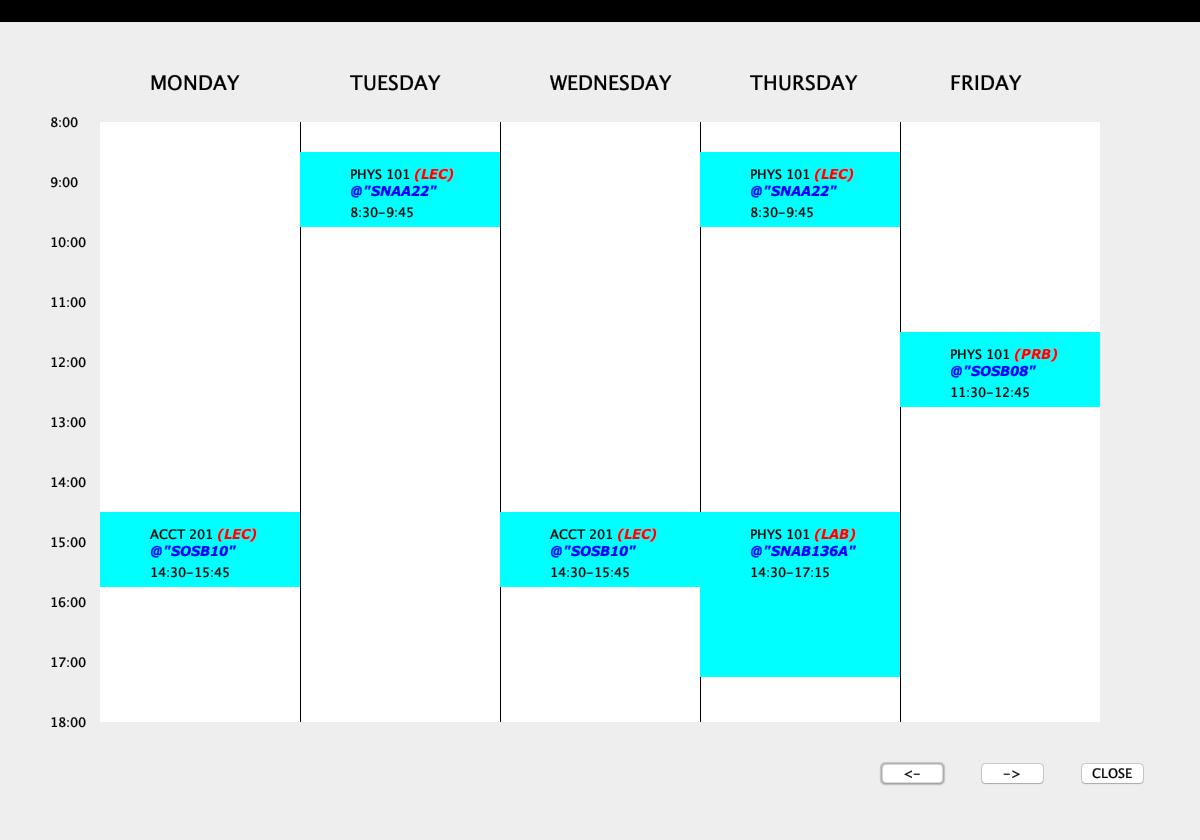 MONDAY TUESDAY WEDNESDAY THURSDAY FRIDAY
8:00
PHYS 101 (LEC) PHYS 101 (LEC)
9:00
@"SNAA22" @"SNAA22"
8:30-9:45 8:30-9:45
10:00
11:00
PHYS 101 (PRB)
12:00
@"SOSB08"
11:30-12:45
13:00
14:00
ACCT 201 (LEC) ACCT 201 (LEC) PHYS 101 (LAB)
15:00
@"SOSB10" @"SOSB10" @"SNAB136A"
14:30-15:45 14:30-15:45 14:30-17:15
16:00
17:00
18:00
<- -> CLOSE